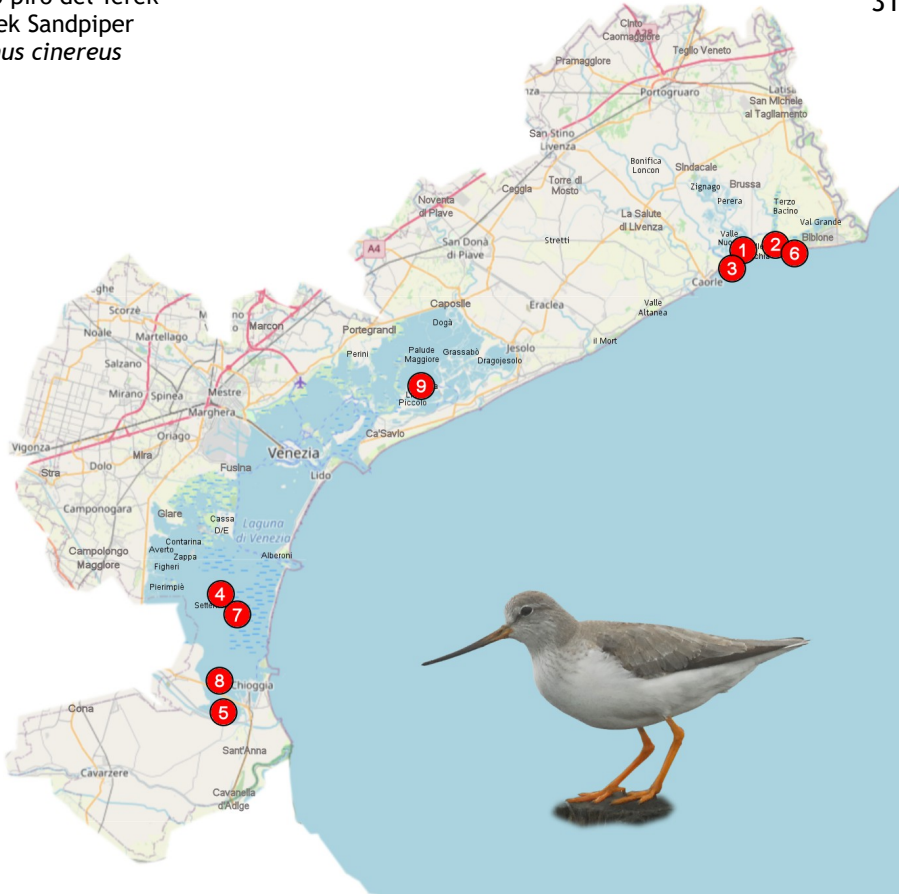 piro del Terek
ek Sandpiper
us cinereus
31
Cinto
Caomaggiore
A28
Teglio Veneto
Pramaggiore
Portogruaro
Latis
San Michele
al Tagliamento
San Stino
Livenza
Bonifica
Loncon
Sindacale
Zignago
Brussa
Perera
Terzo
Bacino
Val Grande
Bibione
Torre di
Mosto
Ceggia
La Salute
di Livenza
Noventa
di Piave
A4
San Donà
di Piave
Stretti
Valle
1
2
6
3
Caorle
Valle
Altanea
Eraclea
Caposile
Dogà
il Mort
Jesolo
Scorzè
Marcon
Portegrandi
Noale
Martellago
Perini
Palude
Maggiore
Grassabò
Dragojesolo
Salzano
9
Piccolo
Mirano
Spinea
Mestre
Marghera
Ca'Savio
Oriago
Venezia
Vigonza
Mira
Dolo
Fusina
Lido
Stra
Camponogara
Giare
Cassa
D/E
Laguna
di Venezia
Contarina
Averto
Zappa
Figheri
Campolongo
Maggiore
Alberoni
Pierimpiè
4
7
8
Chioggia
5
Cona
Sant'Anna
Cavarzere
Cavanella
d'Adige